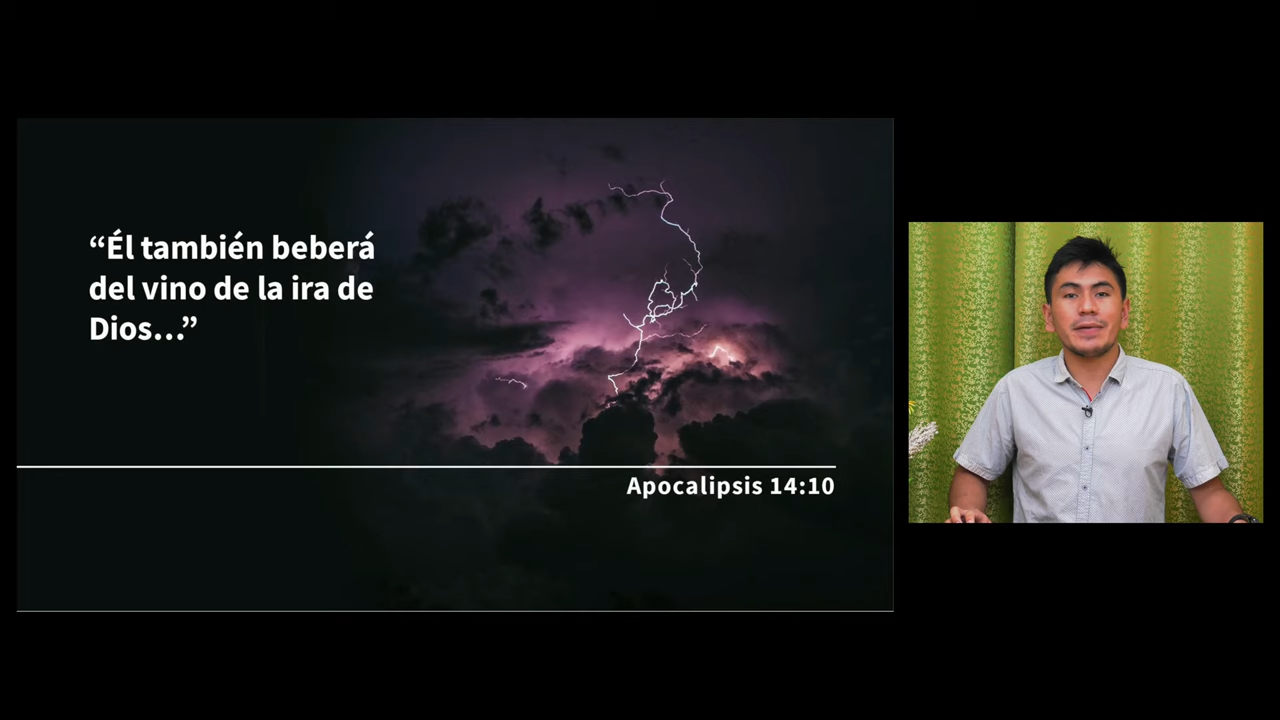 “Él también beberá
del vino de la ira de
Dios...”
Apocalipsis 14:10